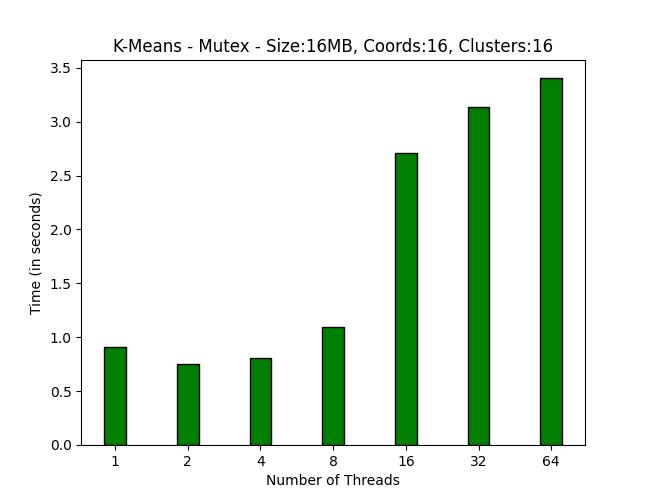 K-Means - Mutex - Size:16MB, Coords:16, Clusters:16
3.5
3.0
2.5
2.0
1.5
1.0
0.5
0.0
Time (in seconds)
1 2 4 8 16 32 64
Number of Threads